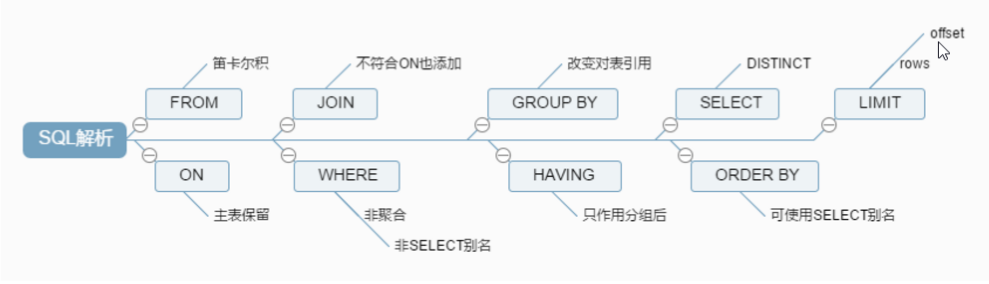 SQL解析
FROM
笛卡尔积
ON
主表保留
JOIN
不符合ON也添加
WHERE
非聚合
非SELECT别名
GROUP BY
改变对表引用
HAVING
只作用分组后
SELECT
DISTINCT
ORDER BY
可使用SELECT别名
LIMIT
offset
rows